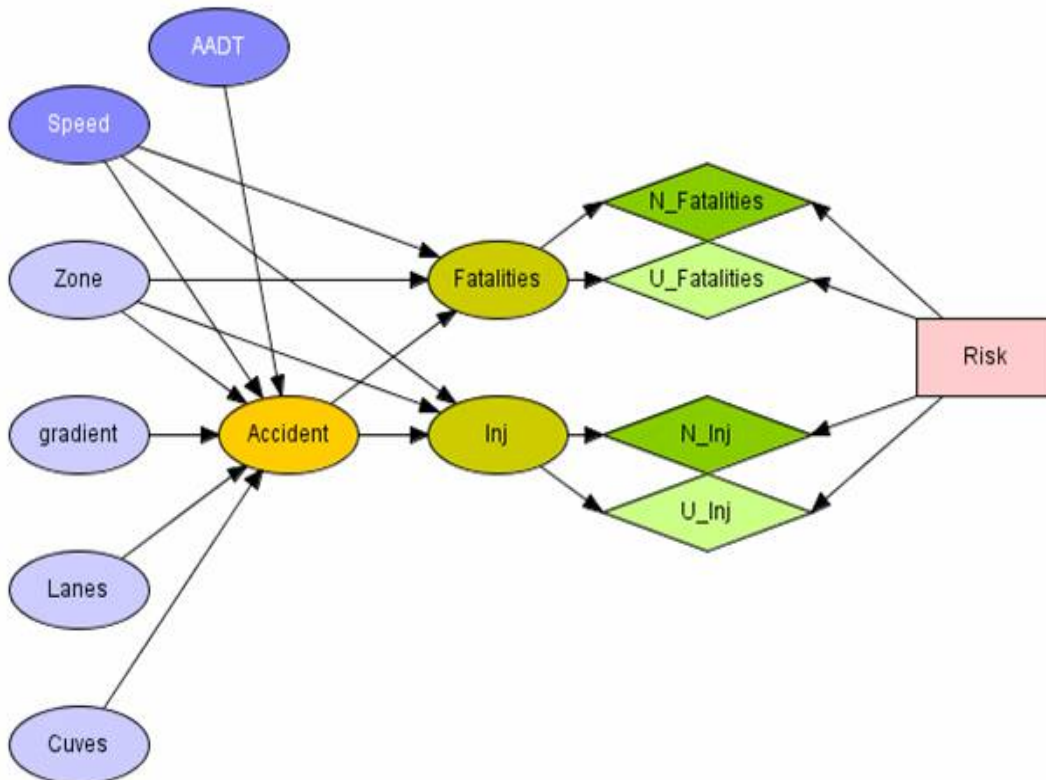 AADT
Speed
N_Fatalities
Zone
Fatalities
U_Fatalities
Risk
gradient
Accident
Inj
N_Inj
U_Inj
Lanes
Cuves